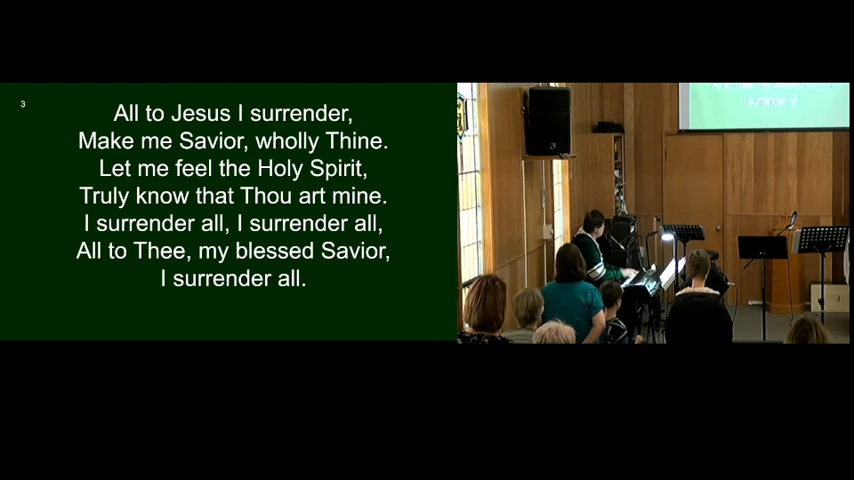 3
All to Jesus I surrender,
Make me Savior, wholly Thine.
Let me feel the Holy Spirit,
Truly know that Thou art mine.
I surrender all, I surrender all,
All to Thee, my blessed Savior,
I surrender all.
I surrender all.